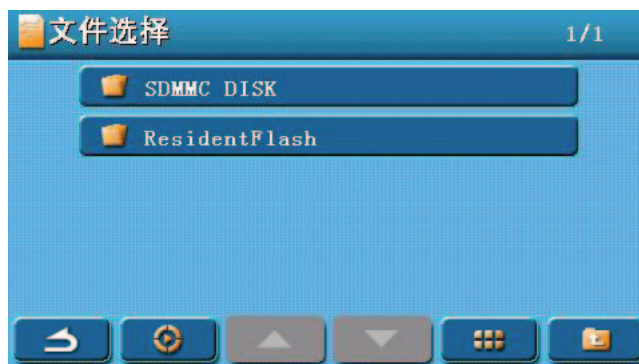 文件选择
1/1
SDMMC DISK
ResidentFlash